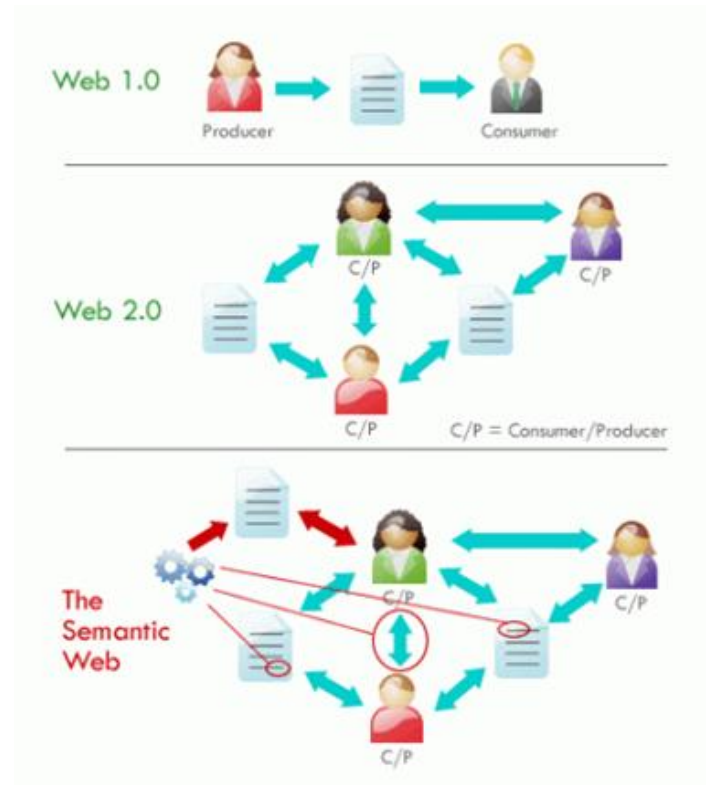 Web 1.0
Producer
Consumer
C/P
C/P
Web 2.0
C/P
C/P = Consumer/Producer
C/P
C/P
The
Semantic
Web
C/P